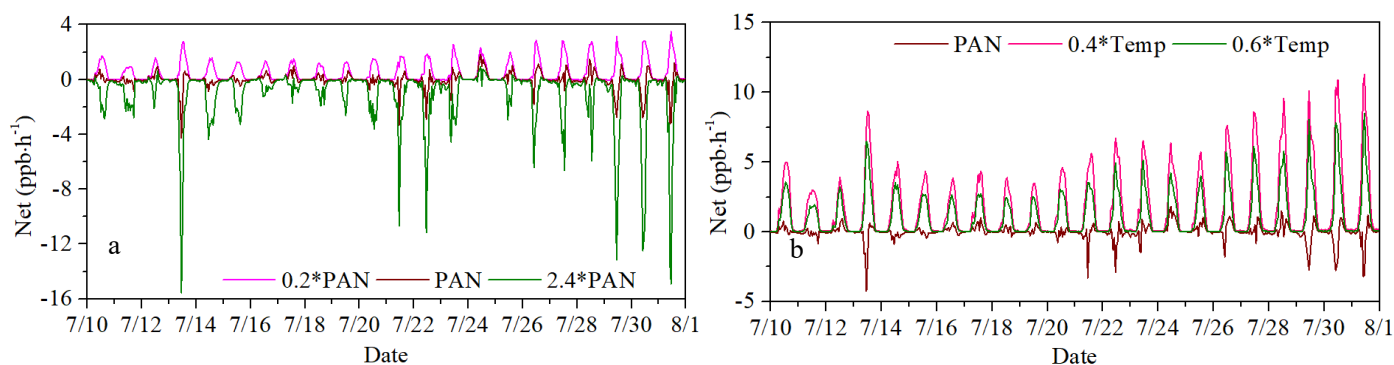 Net (ppb·h-1)
4
0
-4
-8
-12
-16
a
0.2*PAN PAN 2.4*PAN
7/10 7/12 7/14 7/16 7/18 7/20 7/22 7/24 7/26 7/28 7/30 8/1
Date
Net (ppb·h-1)
15
10
5
0
-5
PAN 0.4*Temp 0.6*Temp
b
7/10 7/12 7/14 7/16 7/18 7/20 7/22 7/24 7/26 7/28 7/30 8/1
Date